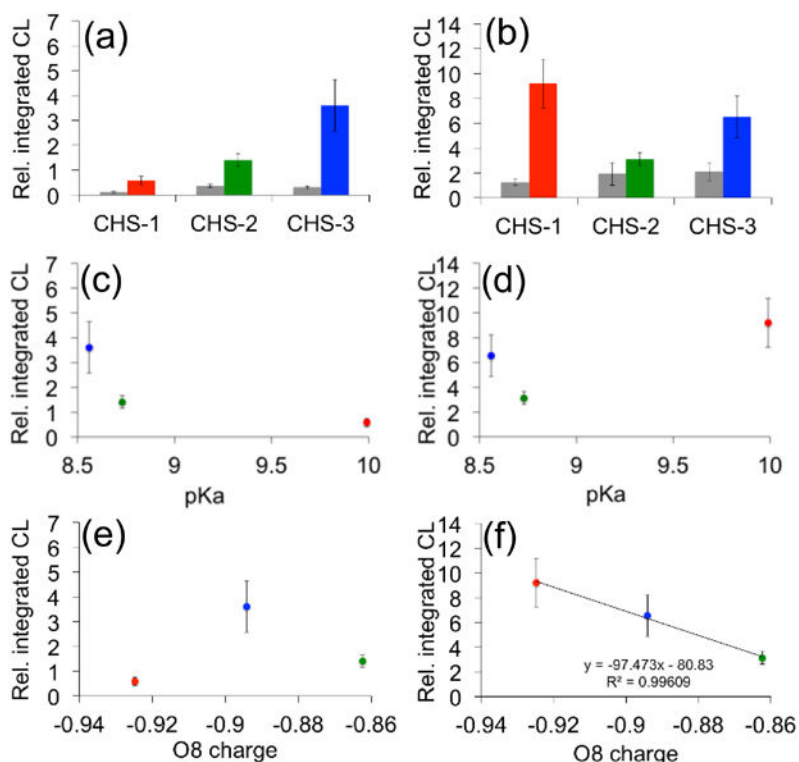 (a)
Rel. integrated CL
7
6
5
4
3
2
1
0
CHS-1 CHS-2 CHS-3
(b)
Rel. integrated CL
14
12
10
8
6
4
2
0
CHS-1 CHS-2 CHS-3
(c)
Rel. integrated CL
7
6
5
4
3
2
1
0
8.5 9 9.5 10
pKa
(d)
Rel. integrated CL
14
12
10
8
6
4
2
0
8.5 9 9.5 10
pKa
(e)
Rel. integrated CL
7
6
5
4
3
2
1
0
-0.94 -0.92 -0.9 -0.88 -0.86
O8 charge
(f)
Rel. integrated CL
14
12
10
8
6
4
2
0
y = -97.473x - 80.83
R² = 0.99609
-0.94 -0.92 -0.9 -0.88 -0.86
O8 charge